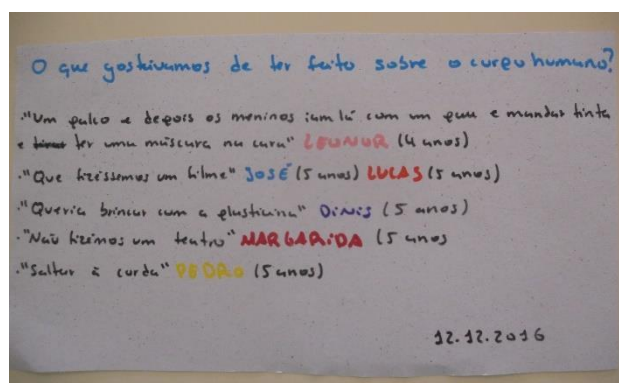 O que gostávamos de ter feito sobre o corpo humano?
."Um palco e depois os meninos iam lá com um pau e mandar tinta
e ter uma máscara na cara" LEONOR (4 anos)
."Que fizéssemos um filme" JOSÉ (5 anos) LUCAS (5 anos)
."Queria brincar com a plasticina" DiNiS (5 anos)
."Não fizemos um teatro" MARGARiDA (5 anos
."Saltar à corda" PEDRO (5 anos)
12.12.2016